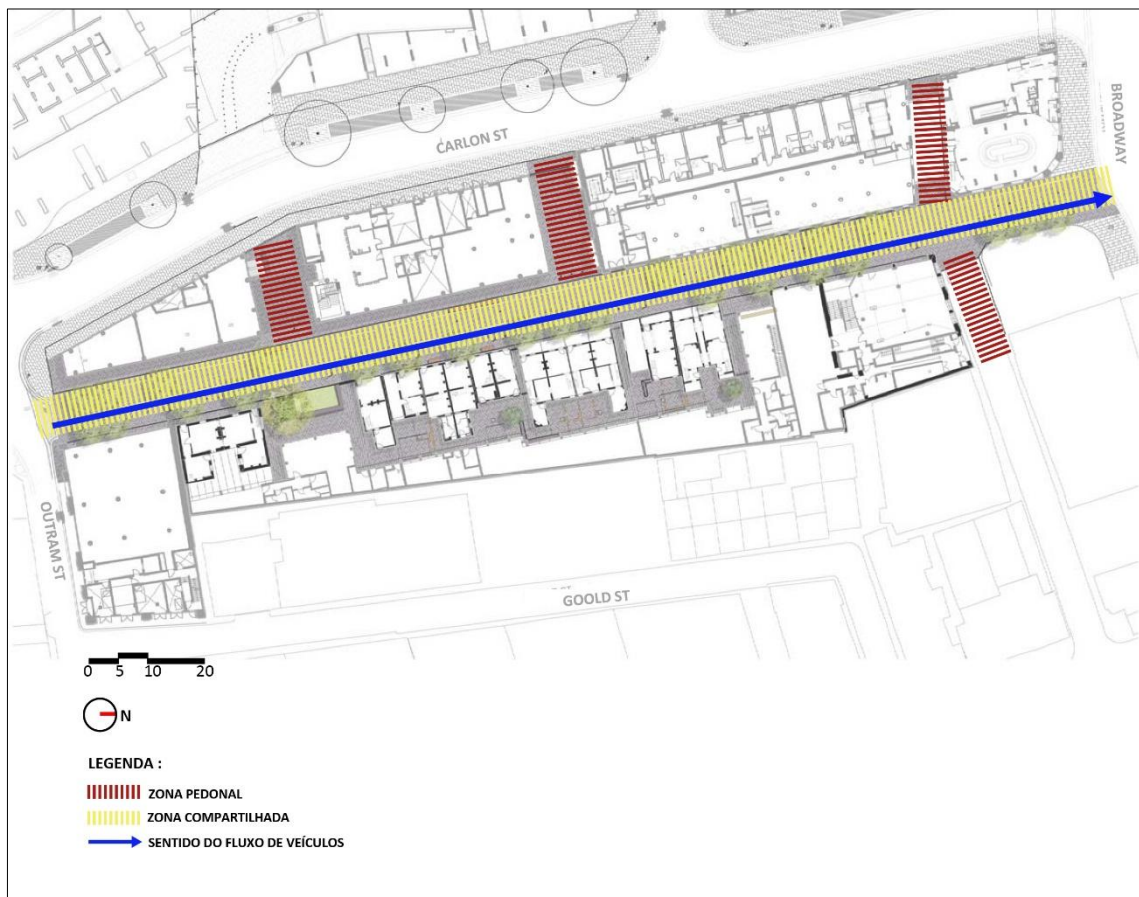 CARLON ST
BROADWAY
OUTRAM ST
GOOLD ST
0 5 10 20
N
LEGENDA :
ZONA PEDONAL
ZONA COMPARTILHADA
SENTIDO DO FLUXO DE VEÍCULOS